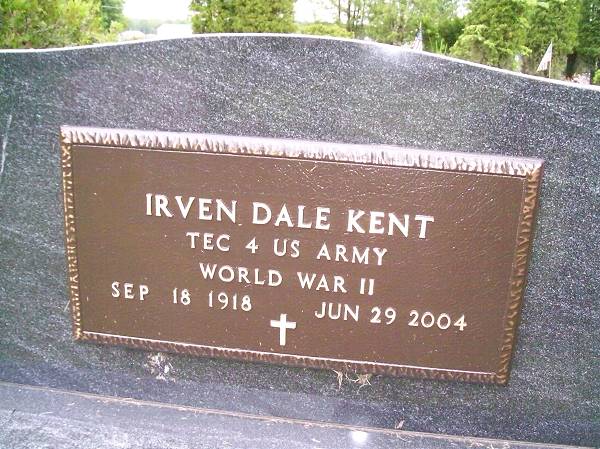 IRVEN DALE KENT
TEC 4 US ARMY
WORLD WAR II
SEP 18 1918 JUN 29 2004